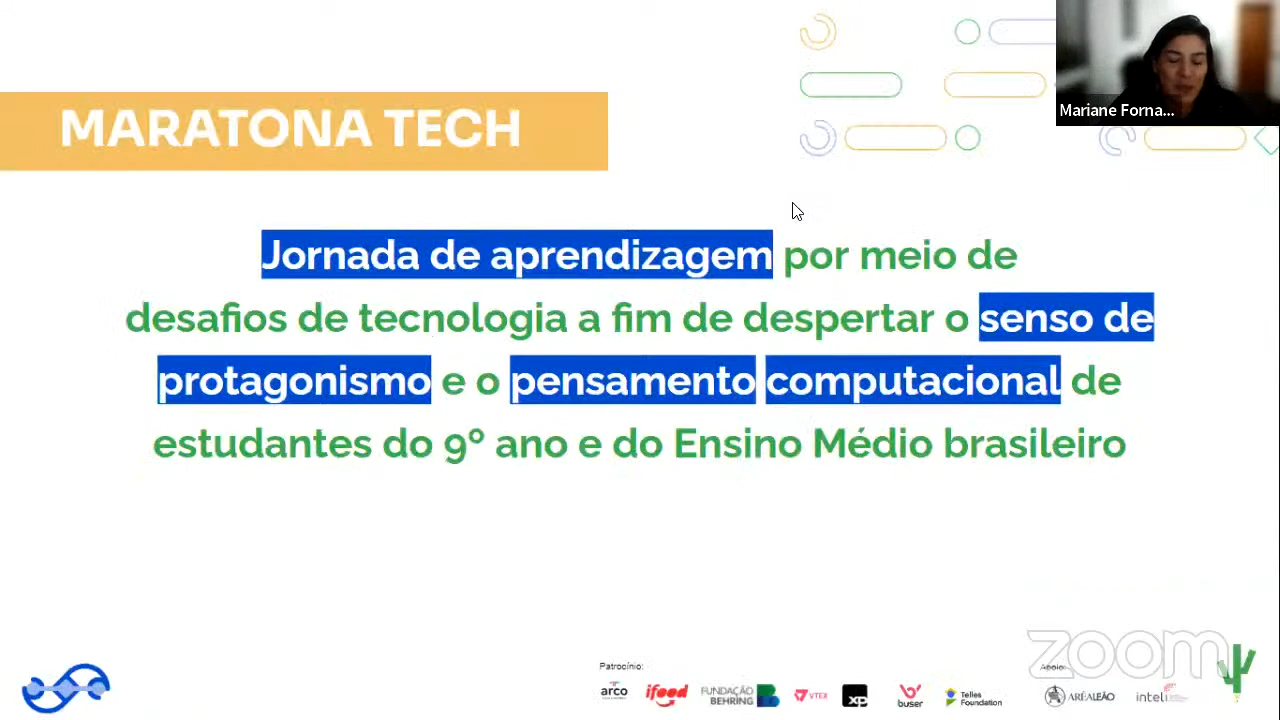 Mariane Forna...
MARATONA TECH
Jornada de aprendizagem por meio de
desafios de tecnologia a fim de despertar o senso de
protagonismo e o pensamento computacional de
estudantes do 9º ano e do Ensino Médio brasileiro
zoom
Patrocínio:
Apoio:
arco
ifood
FUNDAÇÃO
BEHRING
VTEX
xp
buser
Telles
Foundation
ARÉALEÃO
inteli